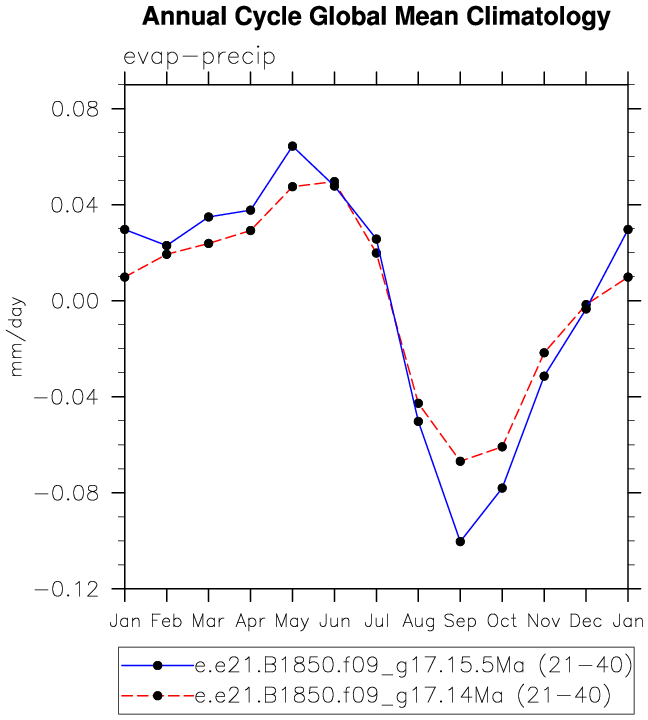 Annual Cycle Global Mean Climatology
evap-precip
0.08
0.04
0.00
-0.04
-0.08
-0.12
mm/day
Jan Feb Mar Apr May Jun Jul Aug Sep Oct Nov Dec Jan
e.e21.B1850.f09_g17.15.5Ma (21-40)
e.e21.B1850.f09_g17.14Ma (21-40)